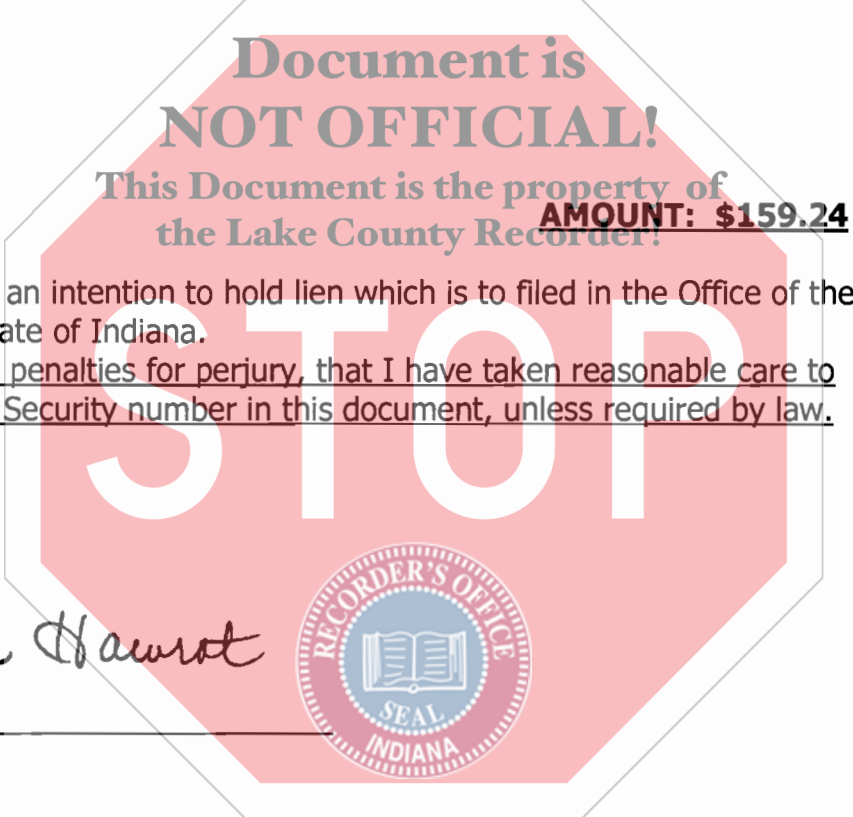 Document is
NOT OFFICIAL!
This Document is the property of
the Lake County Recorder!
AMOUNT: $159.24
an intention to hold lien which is to filed in the Office of the
ate of Indiana.
penalties for perjury, that I have taken reasonable care to
Security number in this document, unless required by law.
STOP
Hawrot
RECORDER'S OFFICE
SEAL
INDIANA